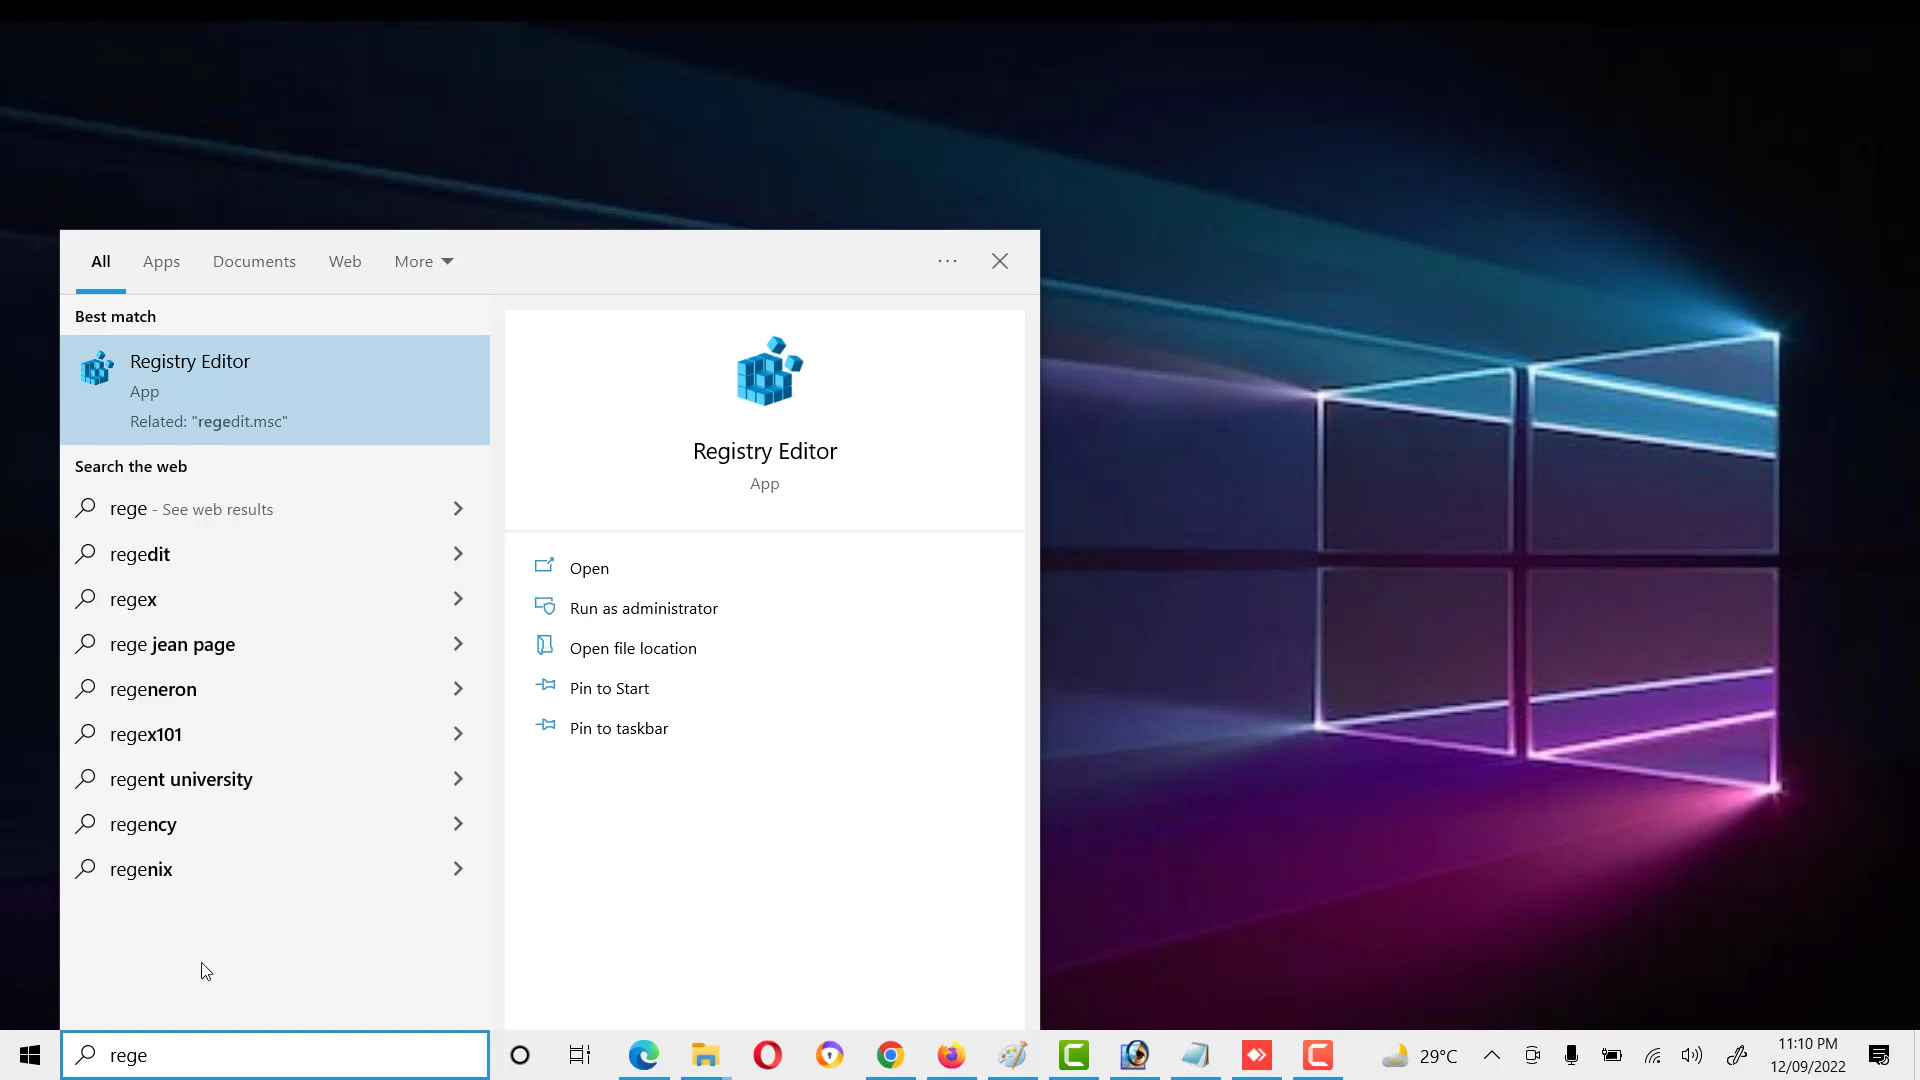 All Apps Documents Web More
Best match
Registry Editor
App
Related: "regedit.msc"
Search the web
rege - See web results
regedit
regex
rege jean page
regeneron
regex101
regent university
regency
regenix
Registry Editor
App
Open
Run as administrator
Open file location
Pin to Start
Pin to taskbar
rege
29°C
11:10 PM
12/09/2022